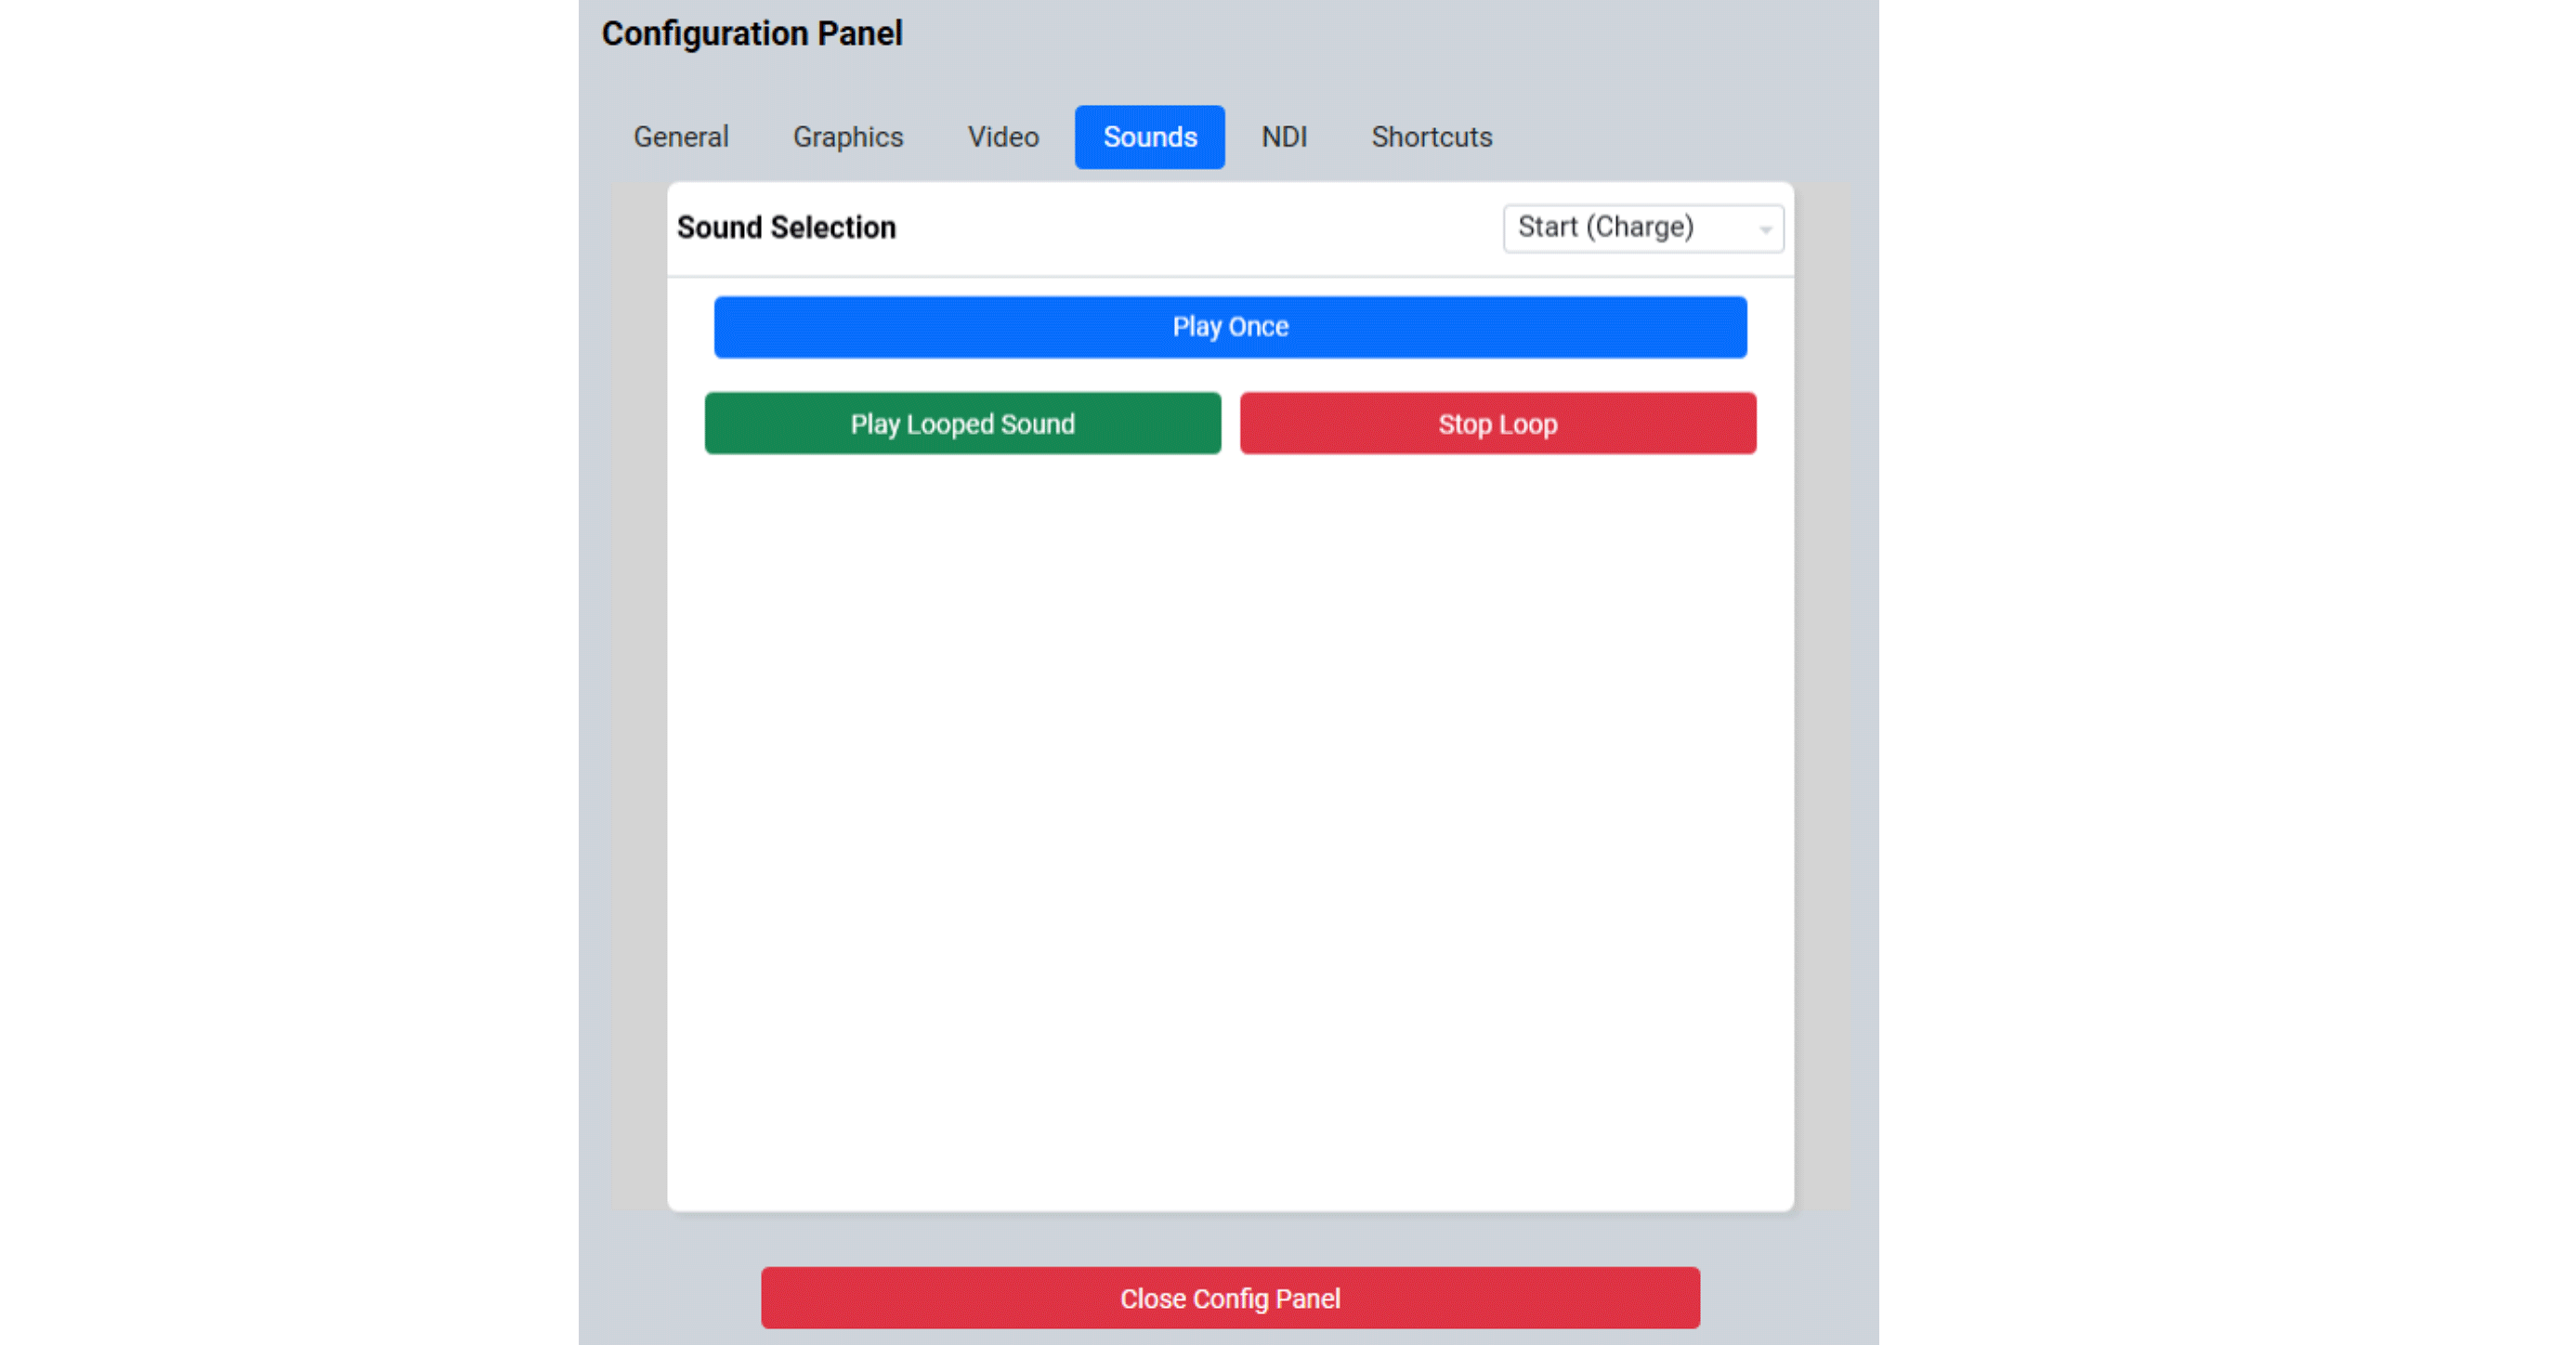 Configuration Panel
General Graphics Video Sounds NDI Shortcuts
Sound Selection Start (Charge)
Play Once
Play Looped Sound Stop Loop
Close Config Panel